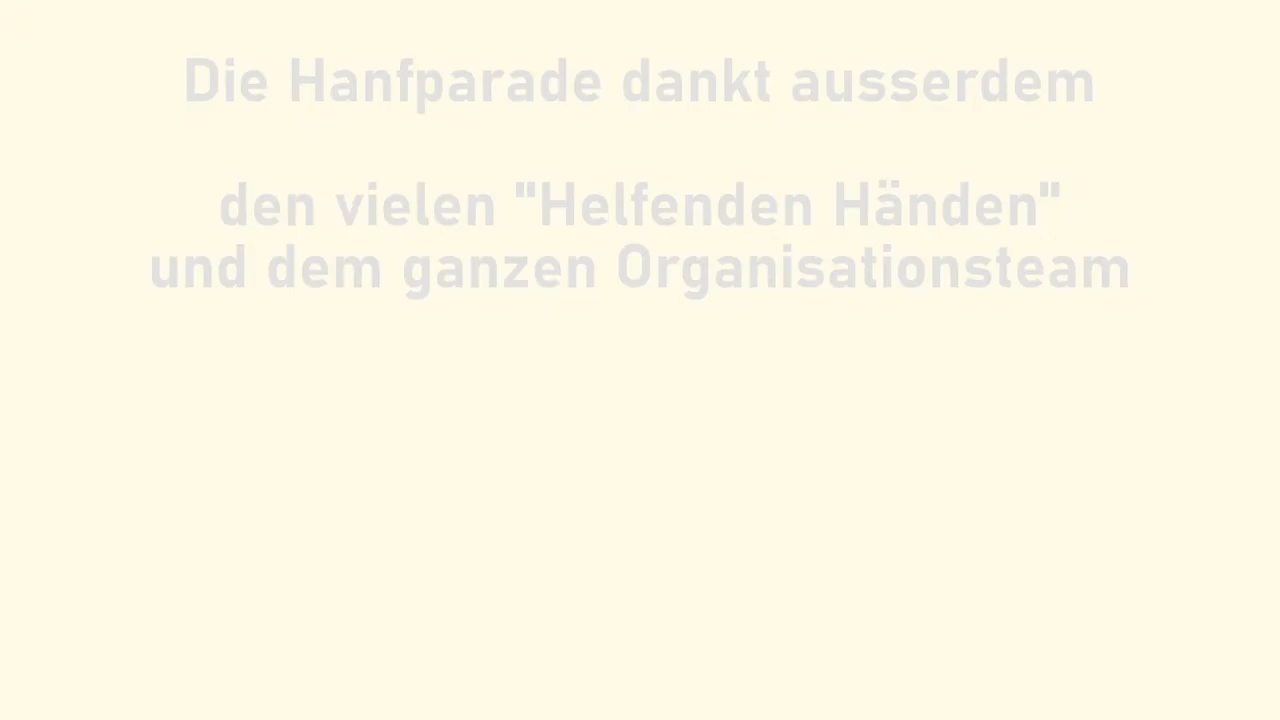 Die Hanfparade dankt ausserdem
den vielen "Helfenden Händen"
und dem ganzen Organisationsteam